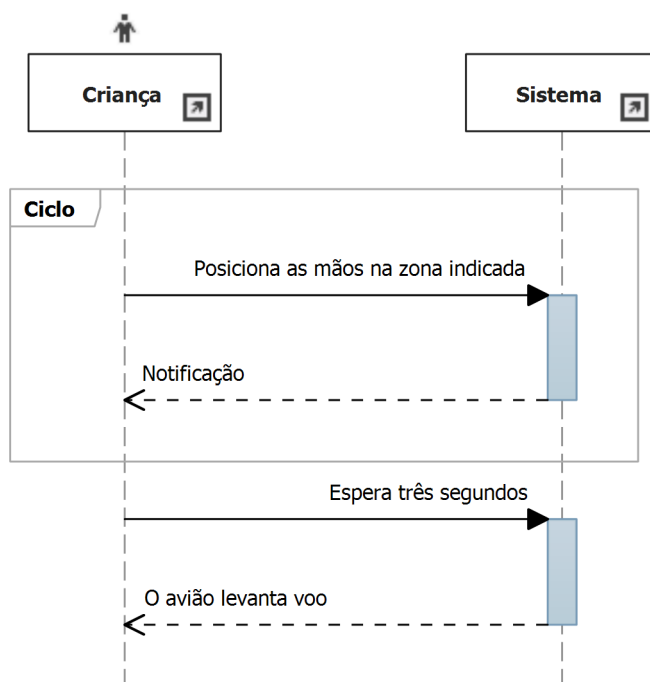 Criança
Sistema
Ciclo
Posiciona as mãos na zona indicada
Notificação
Espera três segundos
O avião levanta voo